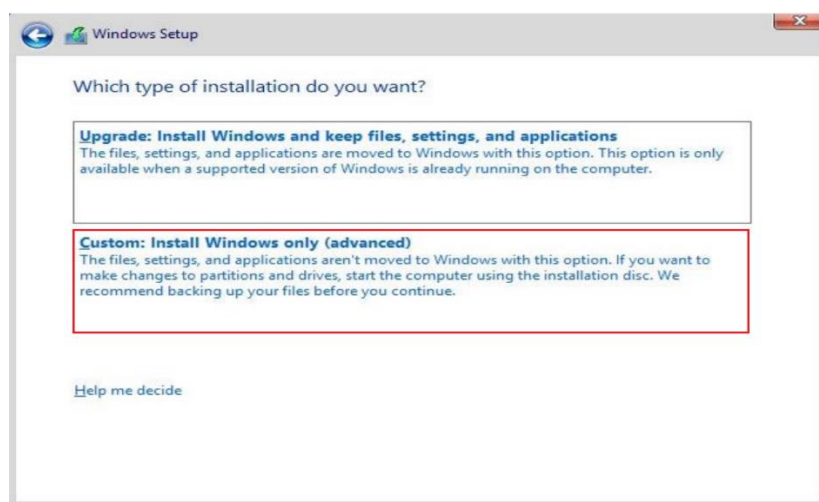 Windows Setup
Which type of installation do you want?
Upgrade: Install Windows and keep files, settings, and applications
The files, settings, and applications are moved to Windows with this option. This option is only
available when a supported version of Windows is already running on the computer.
Custom: Install Windows only (advanced)
The files, settings, and applications aren't moved to Windows with this option. If you want to
make changes to partitions and drives, start the computer using the installation disc. We
recommend backing up your files before you continue.
Help me decide